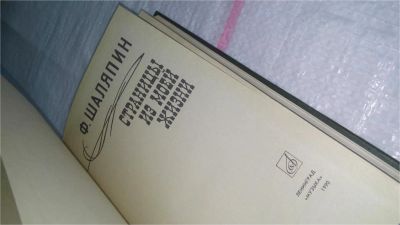 Ф. ШАЛЯПИН
СТРАНИЦЫ
ИЗ МОЕЙ
ЖИЗНИ
ЛЕНИНГРАД
«МУЗЫКА»
1990